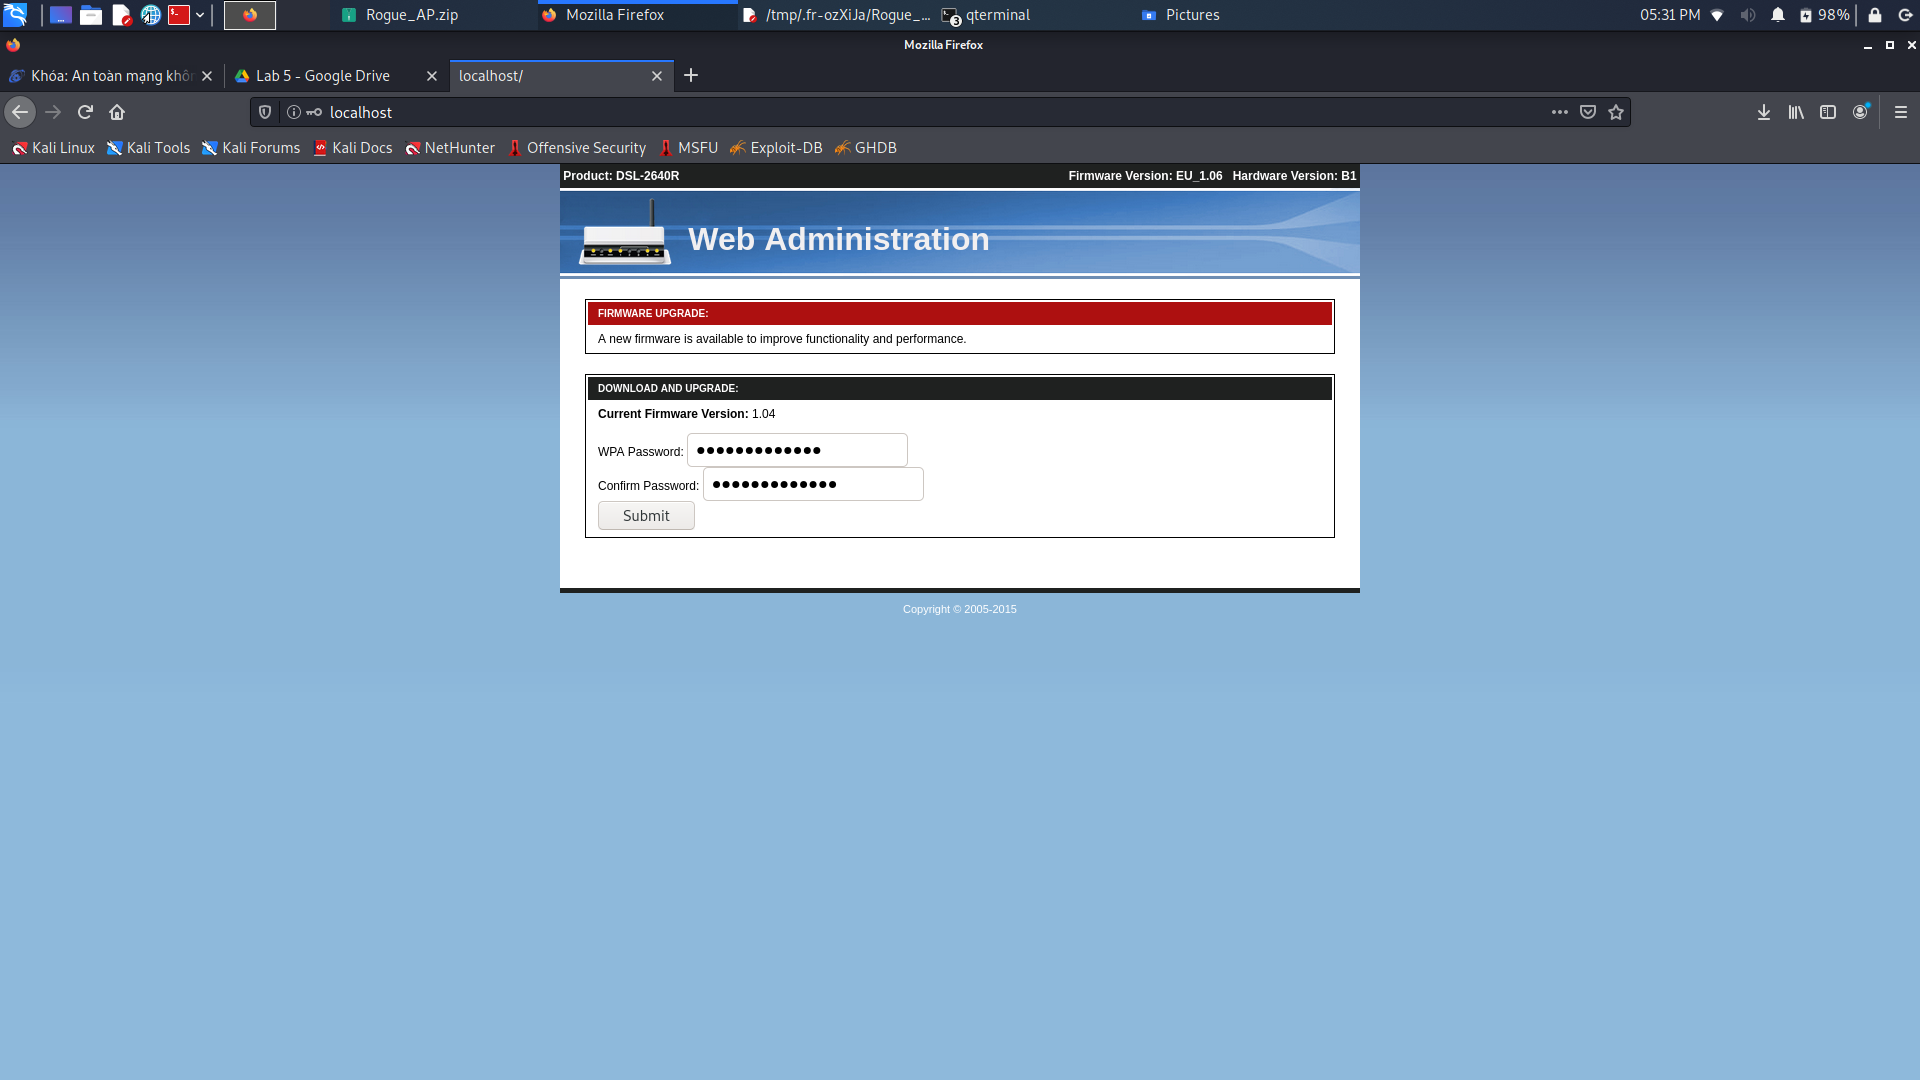 Rogue_AP.zip
Mozilla Firefox
/tmp/.fr-ozXiJa/Rogue_...
3
qterminal
Pictures
05:31 PM
98%
Mozilla Firefox
Khóa: An toàn mạng khôn
Lab 5 - Google Drive
localhost/
localhost
Kali Linux
Kali Tools
Kali Forums
Kali Docs
NetHunter
Offensive Security
MSFU
Exploit-DB
GHDB
Product: DSL-2640R
Firmware Version: EU_1.06 Hardware Version: B1
Web Administration
FIRMWARE UPGRADE:
A new firmware is available to improve functionality and performance.
DOWNLOAD AND UPGRADE:
Current Firmware Version: 1.04
WPA Password: •••••••••••••
Confirm Password: •••••••••••••
Submit
Copyright © 2005-2015